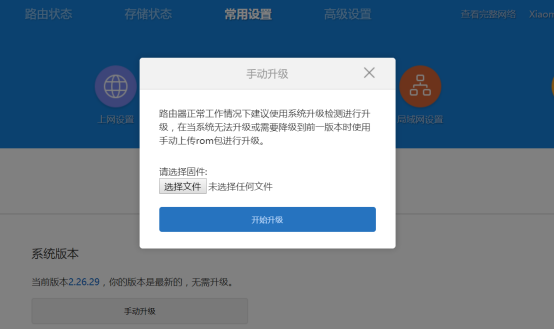 路由状态 存储状态 常用设置 高级设置 查看完整网络 Xiaom
手动升级
上网设置 局域网设置
路由器正常工作情况下建议使用系统升级检测进行升
级，在当系统无法升级或需要降级到前一版本时使用
手动上传rom包进行升级。
请选择固件:
选择文件 未选择任何文件
开始升级
系统版本
当前版本2.26.29，你的版本是最新的，无需升级。
手动升级